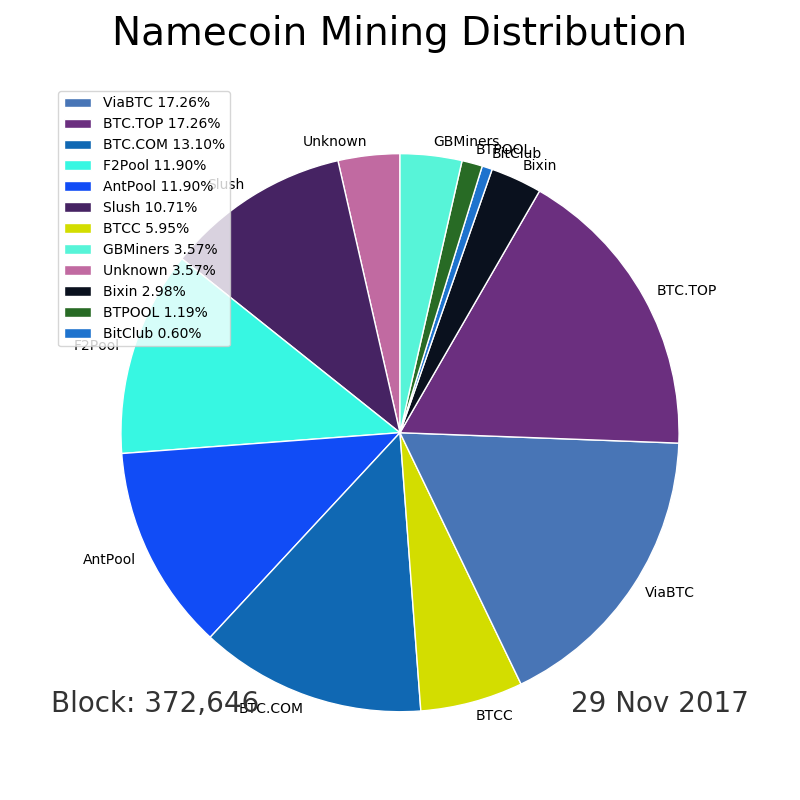 Namecoin Mining Distribution
ViaBTC 17.26%
BTC.TOP 17.26%
BTC.COM 13.10%
F2Pool 11.90%
AntPool 11.90%
Slush 10.71%
BTCC 5.95%
GBMiners 3.57%
Unknown 3.57%
Bixin 2.98%
BTPOOL 1.19%
BitClub 0.60%
Unknown
GBMiners
BTPOOL
BitClub
Bixin
Slush
BTC.TOP
F2Pool
AntPool
ViaBTC
BTC.COM
BTCC
Block: 372,646
29 Nov 2017